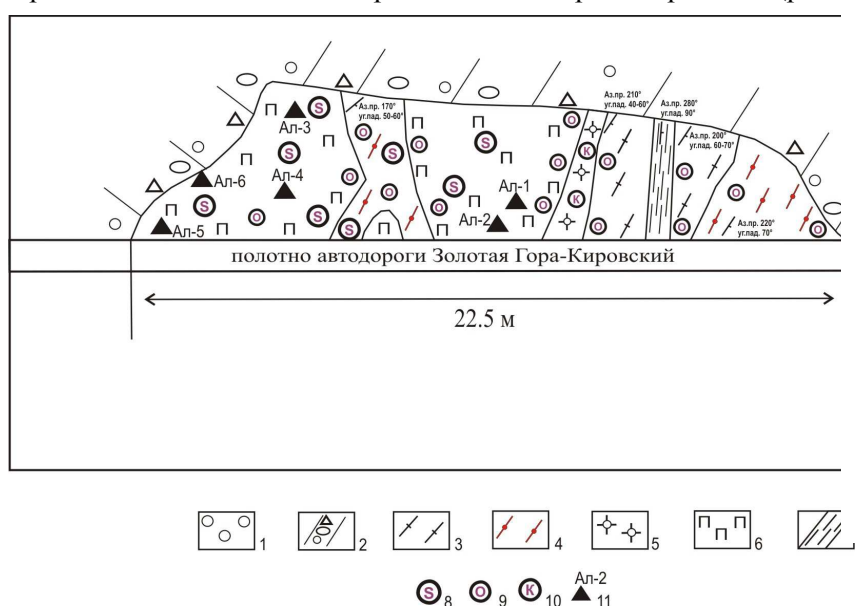 Ал-3
Аз.пр. 170°
уг.пад. 50-60°
Аз.пр. 210°
уг.пад. 40-60°
Аз.пр. 280°
уг.пад. 90°
Аз.пр. 200°
уг.пад. 60-70°
Ал-6
Ал-4
Ал-1
Ал-2
Ал-5
Аз.пр. 220°
уг.пад. 70°
S S S S S S S S
O O O O O O O O O O O O
K K
П П П П П П П П П П П П П П П
полотно автодороги Золотая Гора-Кировский
22.5 м
1 2 3 4 5 П П П 6
S 8 O 9 K 10 Ал-2 11